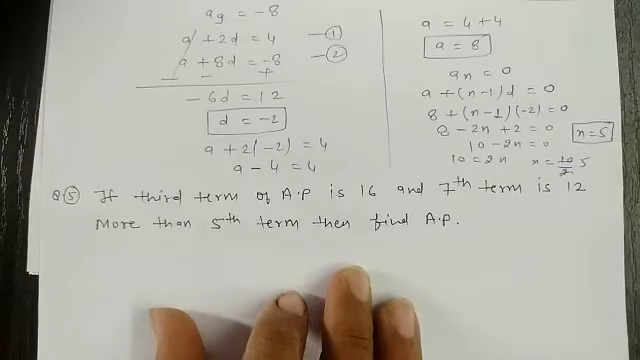 a9 = -8
a + 2d = 4 —①
a + 8d = -8 —②
— — +
-6d = 12
d = -2
a + 2(-2) = 4
a - 4 = 4
a = 4 + 4
a = 8
an = 0
a + (n-1)d = 0
8 + (n-1)(-2) = 0
8 - 2n + 2 = 0 n = 5
10 - 2n = 0
10 = 2n n = 10/2 5
Q⑤ If third term of A.P is 16 and 7th term is 12
More than 5th term then find A.P.